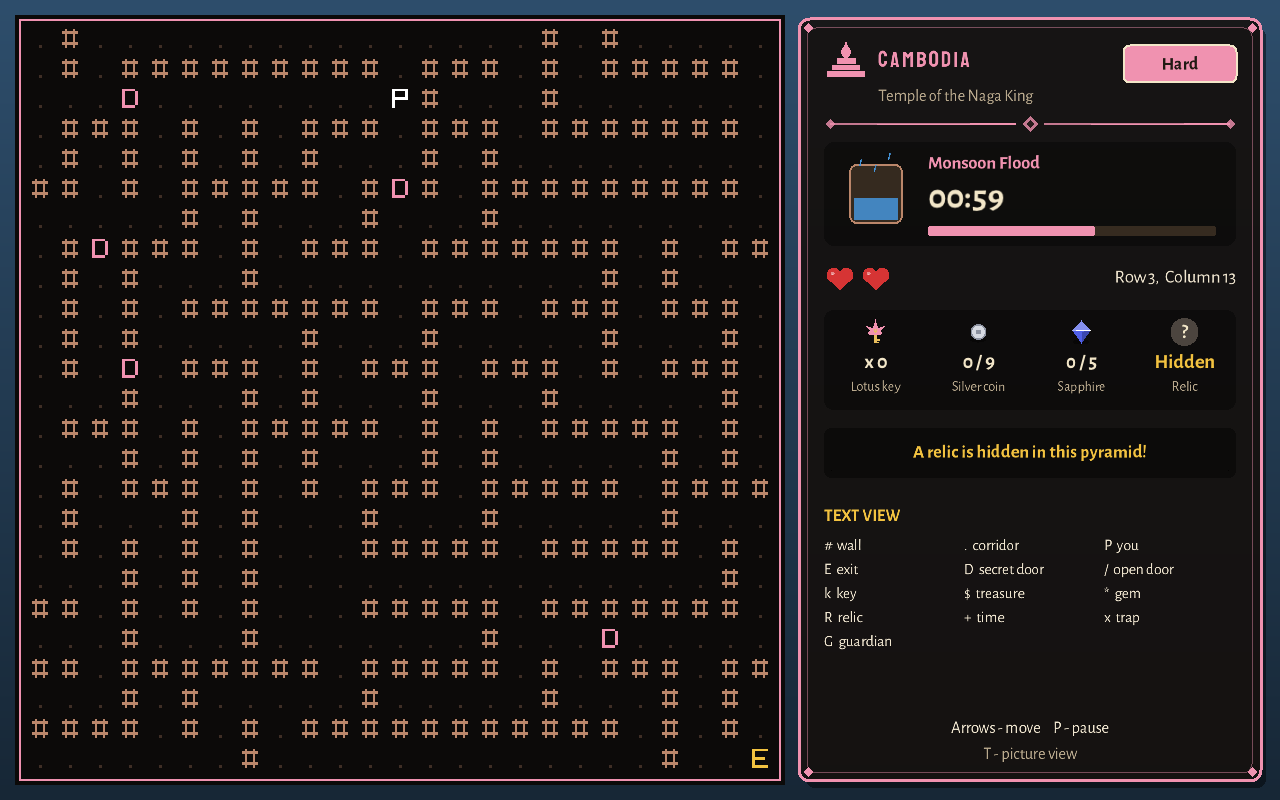 . # . . . . . . . . . . . . . . . # . # . . . . .
. # . # # # # # # # # # . # # # . # . # # # # # .
. . . D . . . . . . . . P # . . . # . . . . . . .
. # # # . # . # . # . # . # # # . # # # # # # # .
. # . # . # . # . # . . . # . # . . . . . . . . .
# # . # . # # # # # . # D # . # # # # # # # # # .
. . . . . # . # . . . # . . . # . . . . . . . . .
. # D # # # . # . # # # . # # # # # # # . # . # #
. # . # . . . # . . . . . . . . . . . # . # . . .
. # . # . # # # # # # # . # # # . # # # . # . # .
. # . # . . . . . # . . . # . . . . . # . . . # .
. # . D . # # # . # . # # # . # # # . # . # # # .
. . . # . . . # . # . . . # . . . # . . . . . # .
. # # # . # . # # # # # . # . # . # # # # # . # .
. . . # . # . # . # . . . # . # . . . . . # . # .
. # . # # # . # . # . # # # . # # # # # . # # # #
. # . . . # . # . . . # . . . # . . . . . # . . .
. # . # . # . # . . . # # # # # . # # # # # . # .
. . . # . # . # . . . . . . . . . . . . . . . # .
# # . # . # . # . . . # # # # # . # # # # # # # .
. . . # . . . # . . . . . . . # . . . D . . . . .
# # . # # # # # # # . # # # # # . # . # # # . # #
. . . # . # . . . . . # . . . . . # . . . # . # .
# # # # . # . # . # # # # # # # # # # # . # . # .
. . . . . . . # . . . . . . . . . . . . . # . . E
CAMBODIA
Hard
Temple of the Naga King
Monsoon Flood
00:59
Row 3, Column 13
x 0
0 / 9
0 / 5
?
Hidden
Lotus key
Silver coin
Sapphire
Relic
A relic is hidden in this pyramid!
TEXT VIEW
# wall
. corridor
P you
E exit
D secret door
/ open door
k key
$ treasure
* gem
R relic
+ time
x trap
G guardian
Arrows - move P - pause
T - picture view